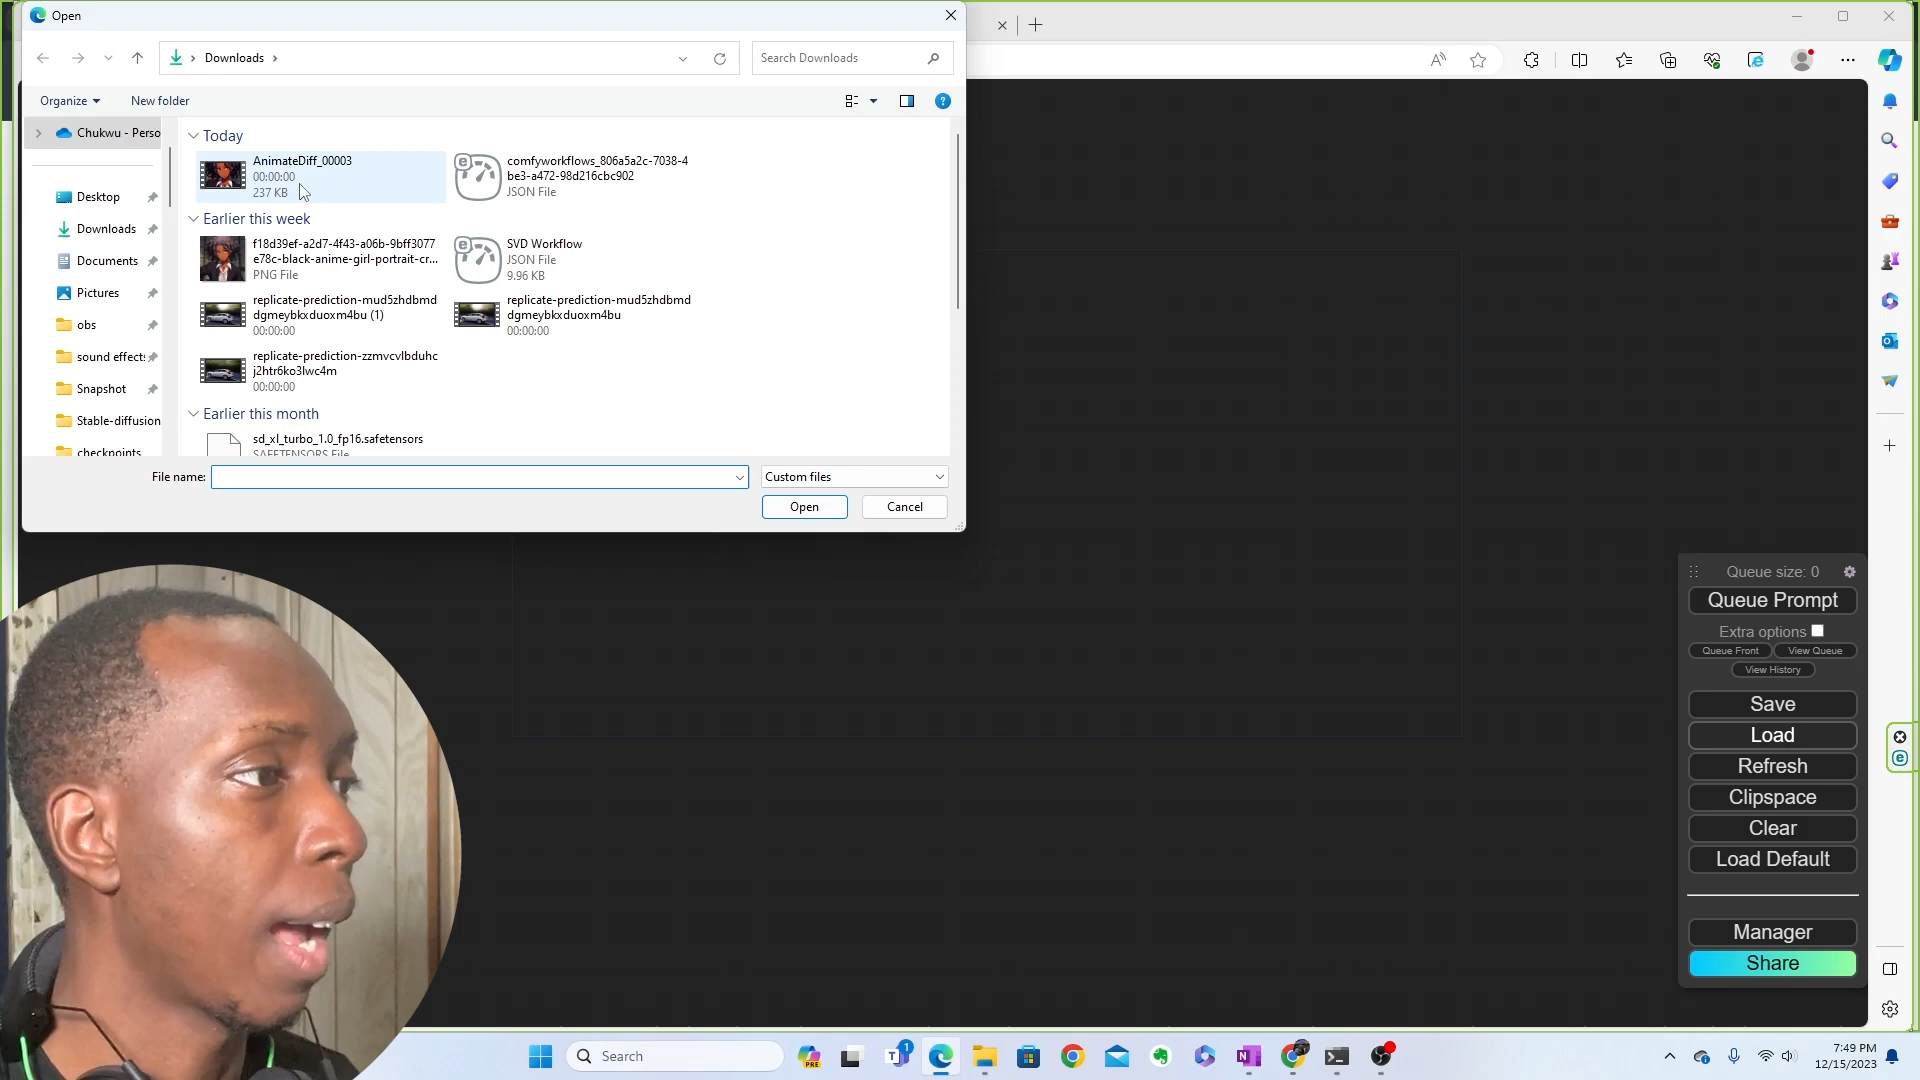 Open
Downloads
Search Downloads
Organize
New folder
Chukwu - Perso
Desktop
Downloads
Documents
Pictures
obs
sound effect
Snapshot
Stable-diffusion
checkpoints
Today
AnimateDiff_00003
00:00:00
237 KB
comfyworkflows_806a5a2c-7038-4
be3-a472-98d216cbc902
JSON File
Earlier this week
f18d39ef-a2d7-4f43-a06b-9bff3077
e78c-black-anime-girl-portrait-cr...
PNG File
SVD Workflow
JSON File
9.96 KB
replicate-prediction-mud5zhdbmd
dgmeybkxduoxm4bu (1)
00:00:00
replicate-prediction-mud5zhdbmd
dgmeybkxduoxm4bu
00:00:00
replicate-prediction-zzmvcvlbduhc
j2htr6ko3lwc4m
00:00:00
Earlier this month
sd_xl_turbo_1.0_fp16.safetensors
SAFETENSORS File
File name:
Custom files
Open
Cancel
Queue size: 0
Queue Prompt
Extra options
Queue Front
View Queue
View History
Save
Load
Refresh
Clipspace
Clear
Load Default
Manager
Share
Search
7:49 PM
12/15/2023